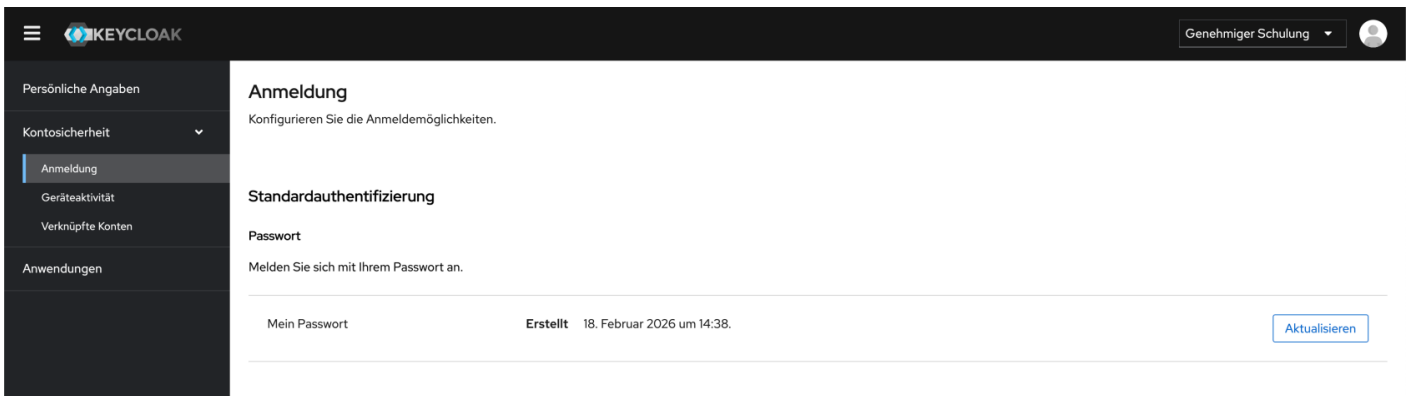 KEYCLOAK
Genehmiger Schulung
Persönliche Angaben
Kontosicherheit
Anmeldung
Geräteaktivität
Verknüpfte Konten
Anwendungen
Anmeldung
Konfigurieren Sie die Anmeldemöglichkeiten.
Standardauthentifizierung
Passwort
Melden Sie sich mit Ihrem Passwort an.
Mein Passwort Erstellt 18. Februar 2026 um 14:38. Aktualisieren